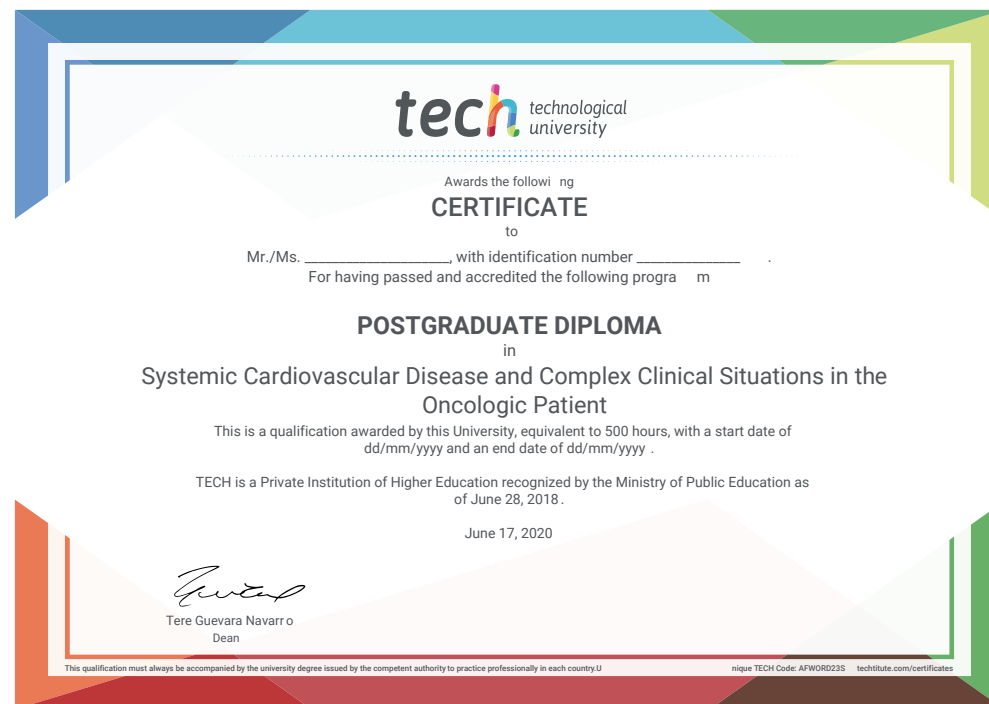 tech technological
university
Awards the followi ng
CERTIFICATE
to
Mr./Ms. ____________________, with identification number ______________ .
For having passed and accredited the following progra m
POSTGRADUATE DIPLOMA
in
Systemic Cardiovascular Disease and Complex Clinical Situations in the
Oncologic Patient
This is a qualification awarded by this University, equivalent to 500 hours, with a start date of
dd/mm/yyyy and an end date of dd/mm/yyyy .
TECH is a Private Institution of Higher Education recognized by the Ministry of Public Education as
of June 28, 2018.
June 17, 2020
Tere Guevara Navarro
Dean
This qualification must always be accompanied by the university degree issued by the competent authority to practice professionally in each country.U nique TECH Code: AFWORD23S techtitute.com/certificates